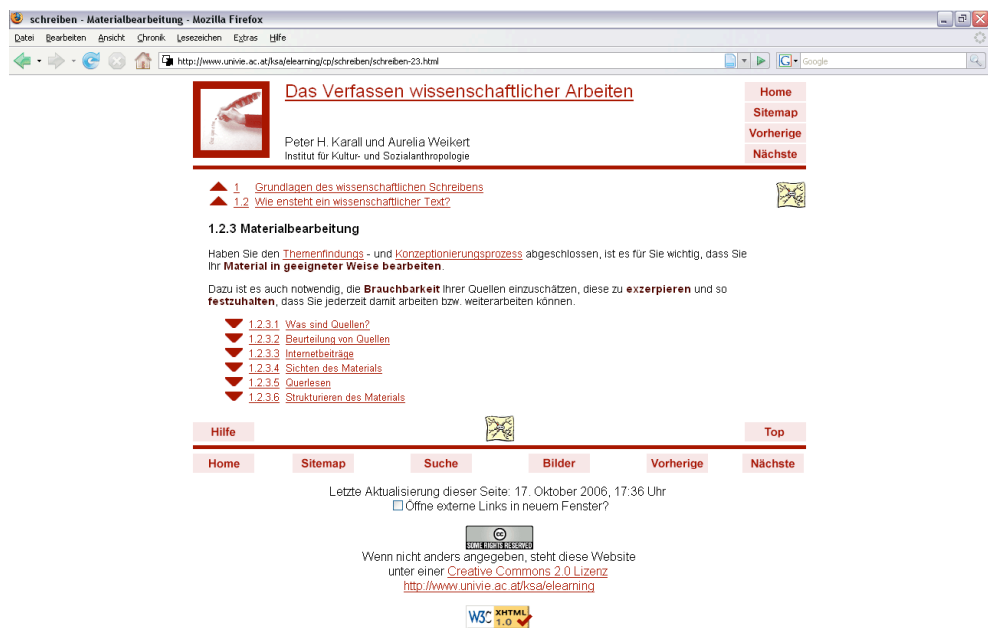 schreiben - Materialbearbeitung - Mozilla Firefox
Datei Bearbeiten Ansicht Chronik Lesezeichen Extras Hilfe
http://www.univie.ac.at/ksa/elearning/cp/schreiben/schreiben-23.html
Google
Das Verfassen wissenschaftlicher Arbeiten
Peter H. Karall und Aurelia Weikert
Institut für Kultur- und Sozialanthropologie
Home
Sitemap
Vorherige
Nächste
1 Grundlagen des wissenschaftlichen Schreibens
1.2 Wie ensteht ein wissenschaftlicher Text?
1.2.3 Materialbearbeitung
Haben Sie den Themenfindungs - und Konzeptionierungsprozess abgeschlossen, ist es für Sie wichtig, dass Sie
Ihr Material in geeigneter Weise bearbeiten.
Dazu ist es auch notwendig, die Brauchbarkeit Ihrer Quellen einzuschätzen, diese zu exzerpieren und so
festzuhalten, dass Sie jederzeit damit arbeiten bzw. weiterarbeiten können.
1.2.3.1 Was sind Quellen?
1.2.3.2 Beurteilung von Quellen
1.2.3.3 Internetbeiträge
1.2.3.4 Sichten des Materials
1.2.3.5 Querlesen
1.2.3.6 Strukturieren des Materials
Hilfe Top
Home Sitemap Suche Bilder Vorherige Nächste
Letzte Aktualisierung dieser Seite: 17. Oktober 2006, 17:36 Uhr
Öffne externe Links in neuem Fenster?
cc
SOME RIGHTS RESERVED
Wenn nicht anders angegeben, steht diese Website
unter einer Creative Commons 2.0 Lizenz
http://www.univie.ac.at/ksa/elearning
W3C XHTML 1.0